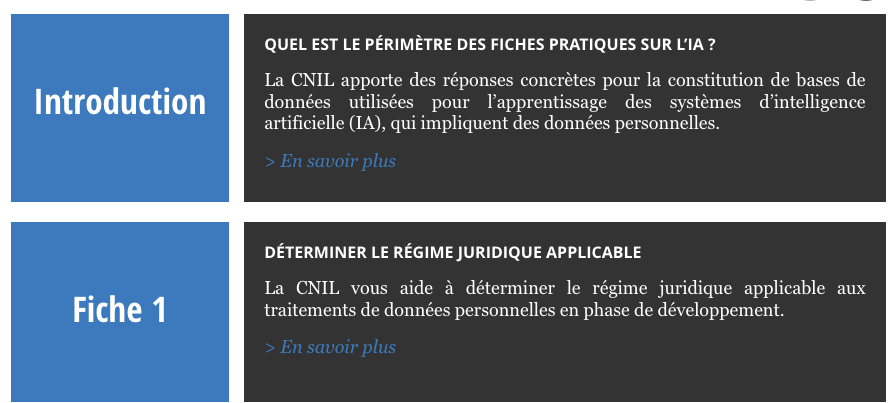 Introduction
QUEL EST LE PÉRIMÈTRE DES FICHES PRATIQUES SUR L’IA ?
La CNIL apporte des réponses concrètes pour la constitution de bases de
données utilisées pour l’apprentissage des systèmes d’intelligence
artificielle (IA), qui impliquent des données personnelles.
> En savoir plus
Fiche 1
DÉTERMINER LE RÉGIME JURIDIQUE APPLICABLE
La CNIL vous aide à déterminer le régime juridique applicable aux
traitements de données personnelles en phase de développement.
> En savoir plus